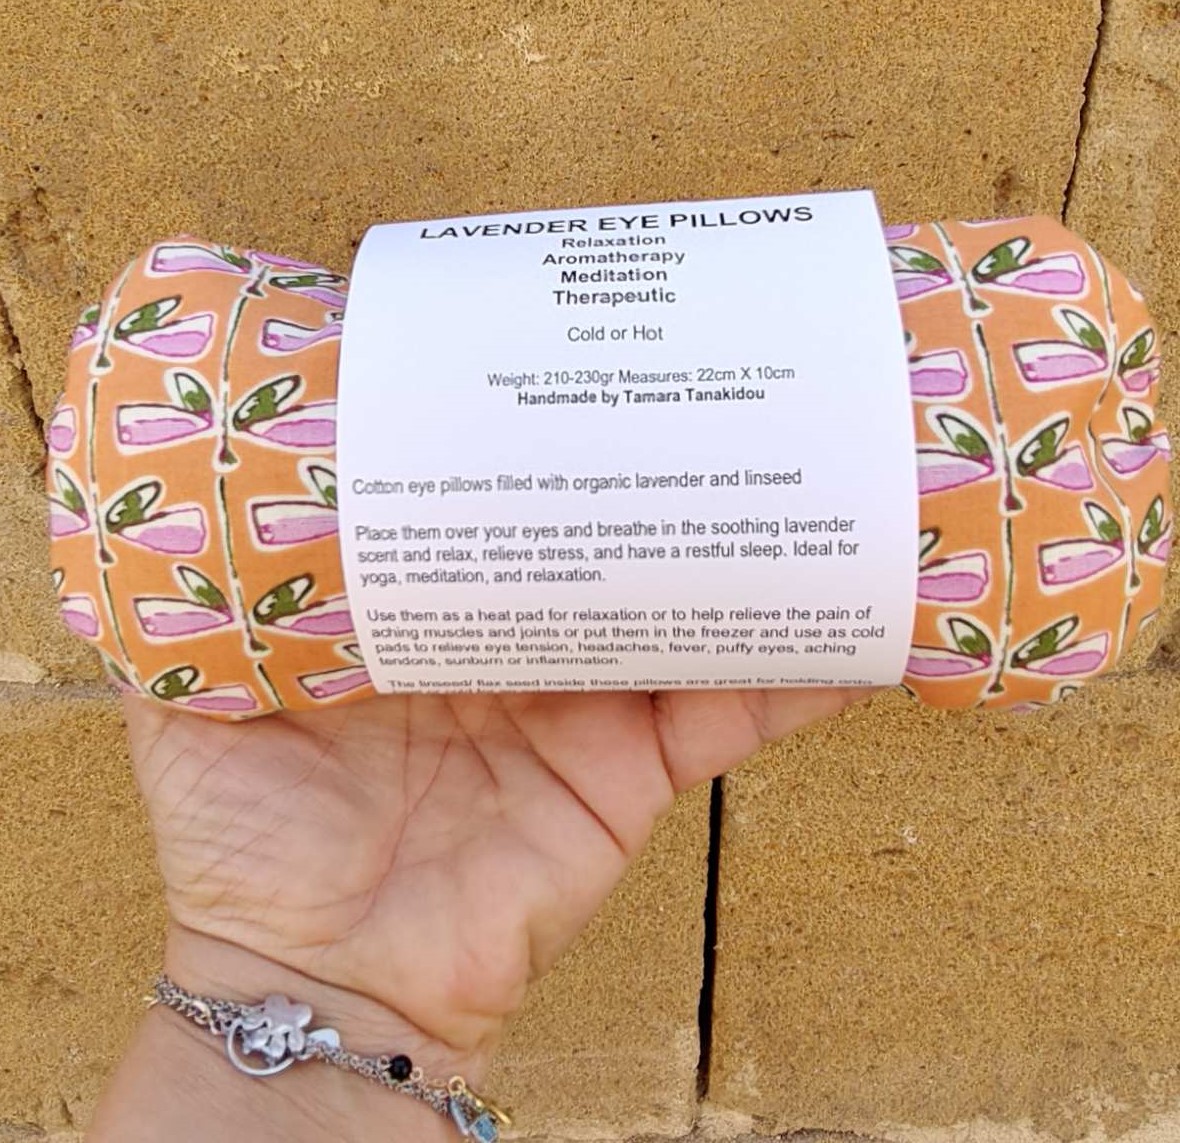 LAVENDER EYE PILLOWS
Relaxation
Aromatherapy
Meditation
Therapeutic
Cold or Hot
Weight: 210-230gr Measures: 22cm X 10cm
Handmade by Tamara Tanakidou
Cotton eye pillows filled with organic lavender and linseed
Place them over your eyes and breathe in the soothing lavender
scent and relax, relieve stress, and have a restful sleep. Ideal for
yoga, meditation, and relaxation.
Use them as a heat pad for relaxation or to help relieve the pain of
aching muscles and joints or put them in the freezer and use as cold
pads to relieve eye tension, headaches, fever, puffy eyes, aching
tendons, sunburn or inflammation.
The linseed/ flax seed inside these pillows are great for holding onto